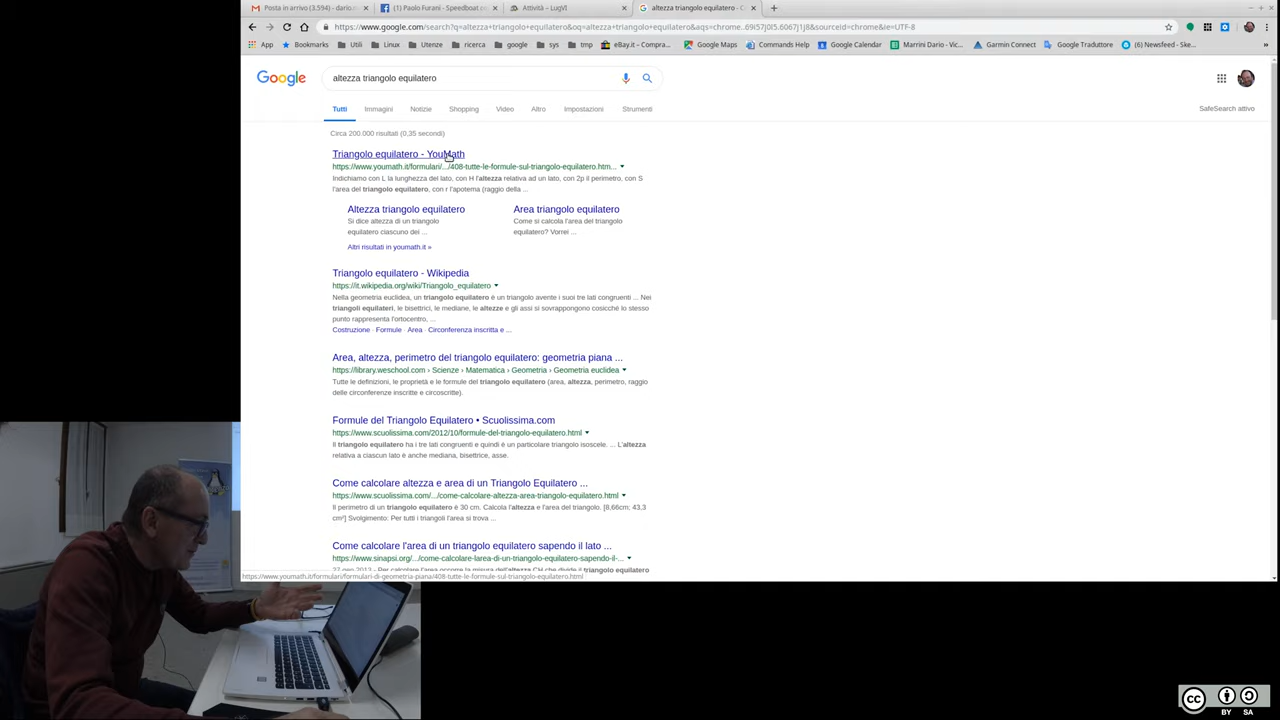 Posta in arrivo (3.594) - dario.
(1) Paolo Furani - Speedboat.
Attività – LugVI
altezza triangolo equilatero -
https://www.google.com/search?q=altezza+triangolo+equilatero&oq=altezza+triangolo+equilatero&aqs=chrome..69i57j0l5.6067j1j8&sourceid=chrome&ie=UTF-8
App Bookmarks Utili Linux Utenze ricerca google sys tmp eBay.it – Compra... Google Maps Commands Help Google Calendar Marrini Dario – Vi... Garmin Connect Google Traduttore (6) Newsfeed - Ske... »
Google altezza triangolo equilatero
Tutti Immagini Notizie Shopping Video Altro Impostazioni Strumenti SafeSearch attivo
Circa 200.000 risultati (0,35 secondi)
Triangolo equilatero - YouMath
https://www.youmath.it/formulari/.../408-tutte-le-formule-sul-triangolo-equilatero.htm...
Indichiamo con L la lunghezza del lato, con H l'altezza relativa ad un lato, con 2p il perimetro, con S
l'area del triangolo equilatero, con r l'apotema (raggio della ...
Altezza triangolo equilatero
Si dice altezza di un triangolo
equilatero ciascuno dei ...
Area triangolo equilatero
Come si calcola l'area del triangolo
equilatero? Vorrei ...
Altri risultati in youmath.it »
Triangolo equilatero - Wikipedia
https://it.wikipedia.org/wiki/Triangolo_equilatero
Nella geometria euclidea, un triangolo equilatero è un triangolo avente i suoi tre lati congruenti ... Nei
triangoli equilateri, le bisettrici, le mediane, le altezze e gli assi si sovrappongono cosicché lo stesso
punto rappresenta l'ortocentro, ...
Costruzione · Formule · Area · Circonferenza inscritta e ...
Area, altezza, perimetro del triangolo equilatero: geometria piana ...
https://library.weschool.com › Scienze › Matematica › Geometria › Geometria euclidea
Tutte le definizioni, le proprietà e le formule del triangolo equilatero (area, altezza, perimetro, raggio
delle circonferenze inscritte e circoscritte).
Formule del Triangolo Equilatero • Scuolissima.com
https://www.scuolissima.com/2012/10/formule-del-triangolo-equilatero.html
Il triangolo equilatero ha i tre lati congruenti e quindi è un particolare triangolo isoscele. ... L'altezza
relativa a ciascun lato è anche mediana, bisettrice, asse.
Come calcolare altezza e area di un Triangolo Equilatero ...
https://www.scuolissima.com/.../come-calcolare-altezza-area-triangolo-equilatero.html
Il perimetro di un triangolo equilatero è 30 cm. Calcola l'altezza e l'area del triangolo. [8,66cm; 43,3
cm²] Svolgimento: Per tutti i triangoli l'area si trova ...
Come calcolare l'area di un triangolo equilatero sapendo il lato ...
https://www.sinapsi.org/.../come-calcolare-larea-di-un-triangolo-equilatero-sapendo-il-...
27 gen 2013 - Per calcolare l'area occorre la misura dell'altezza CH che divide il triangolo equilatero
https://www.youmath.it/formulari/formulari-di-geometria-piana/408-tutte-le-formule-sul-triangolo-equilatero.html
CC BY SA